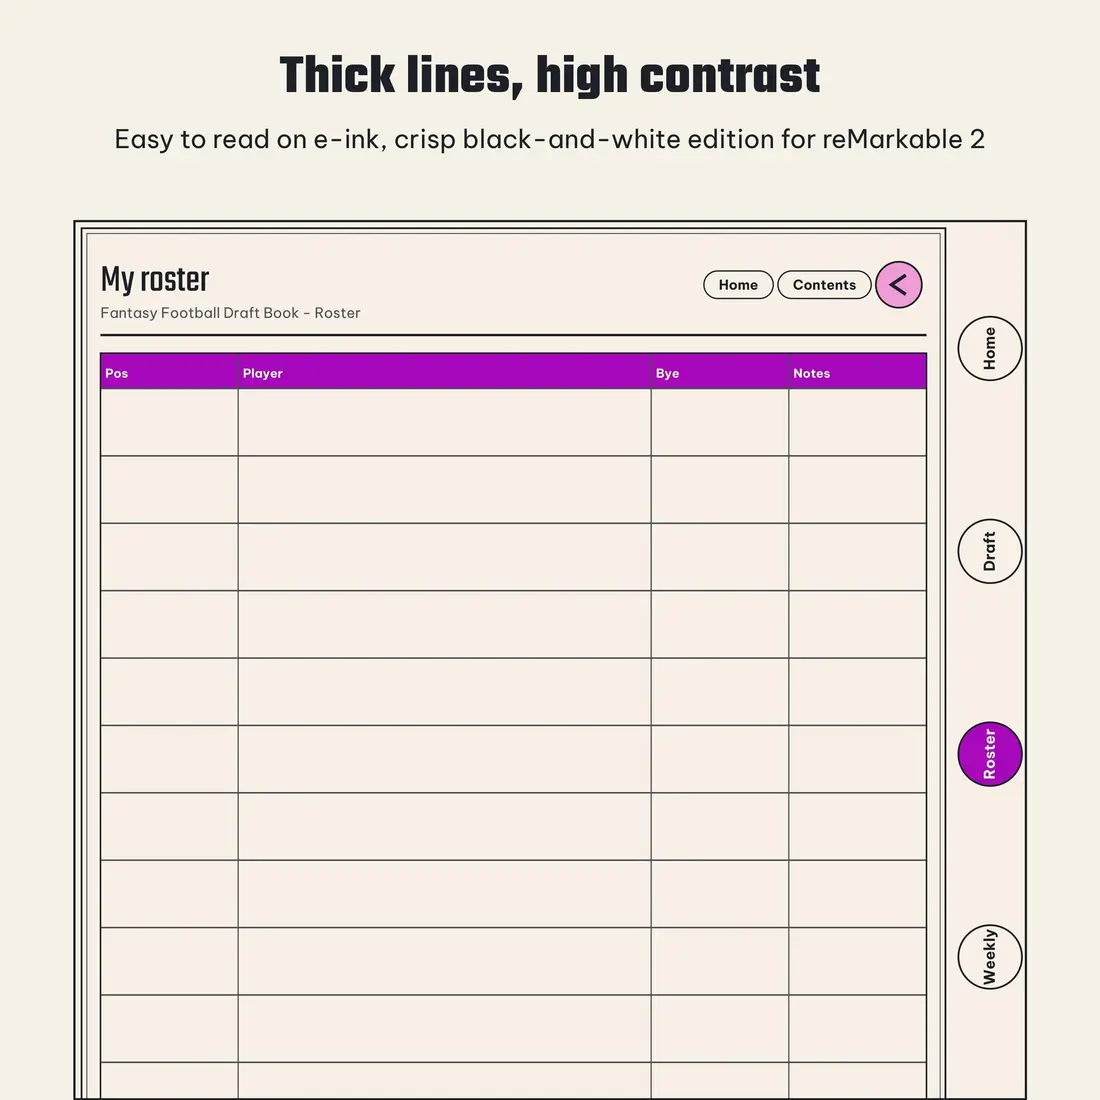 Thick lines, high contrast
Easy to read on e-ink, crisp black-and-white edition for reMarkable 2
My roster
Fantasy Football Draft Book - Roster
Home
Contents
Pos
Player
Bye
Notes
Home
Draft
Roster
Weekly